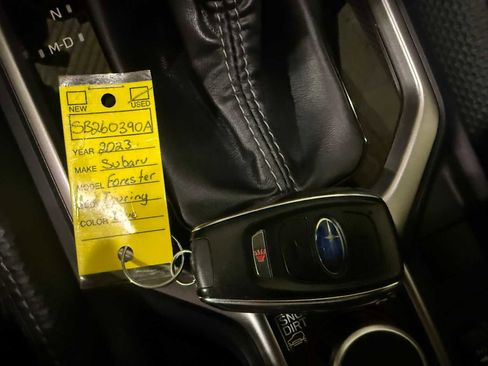 N
M-D
NEW
USED
SB260390A
YEAR 2023
MAKE Subaru
MODEL Forester
Touring
COLOR
SNOW
DIRT